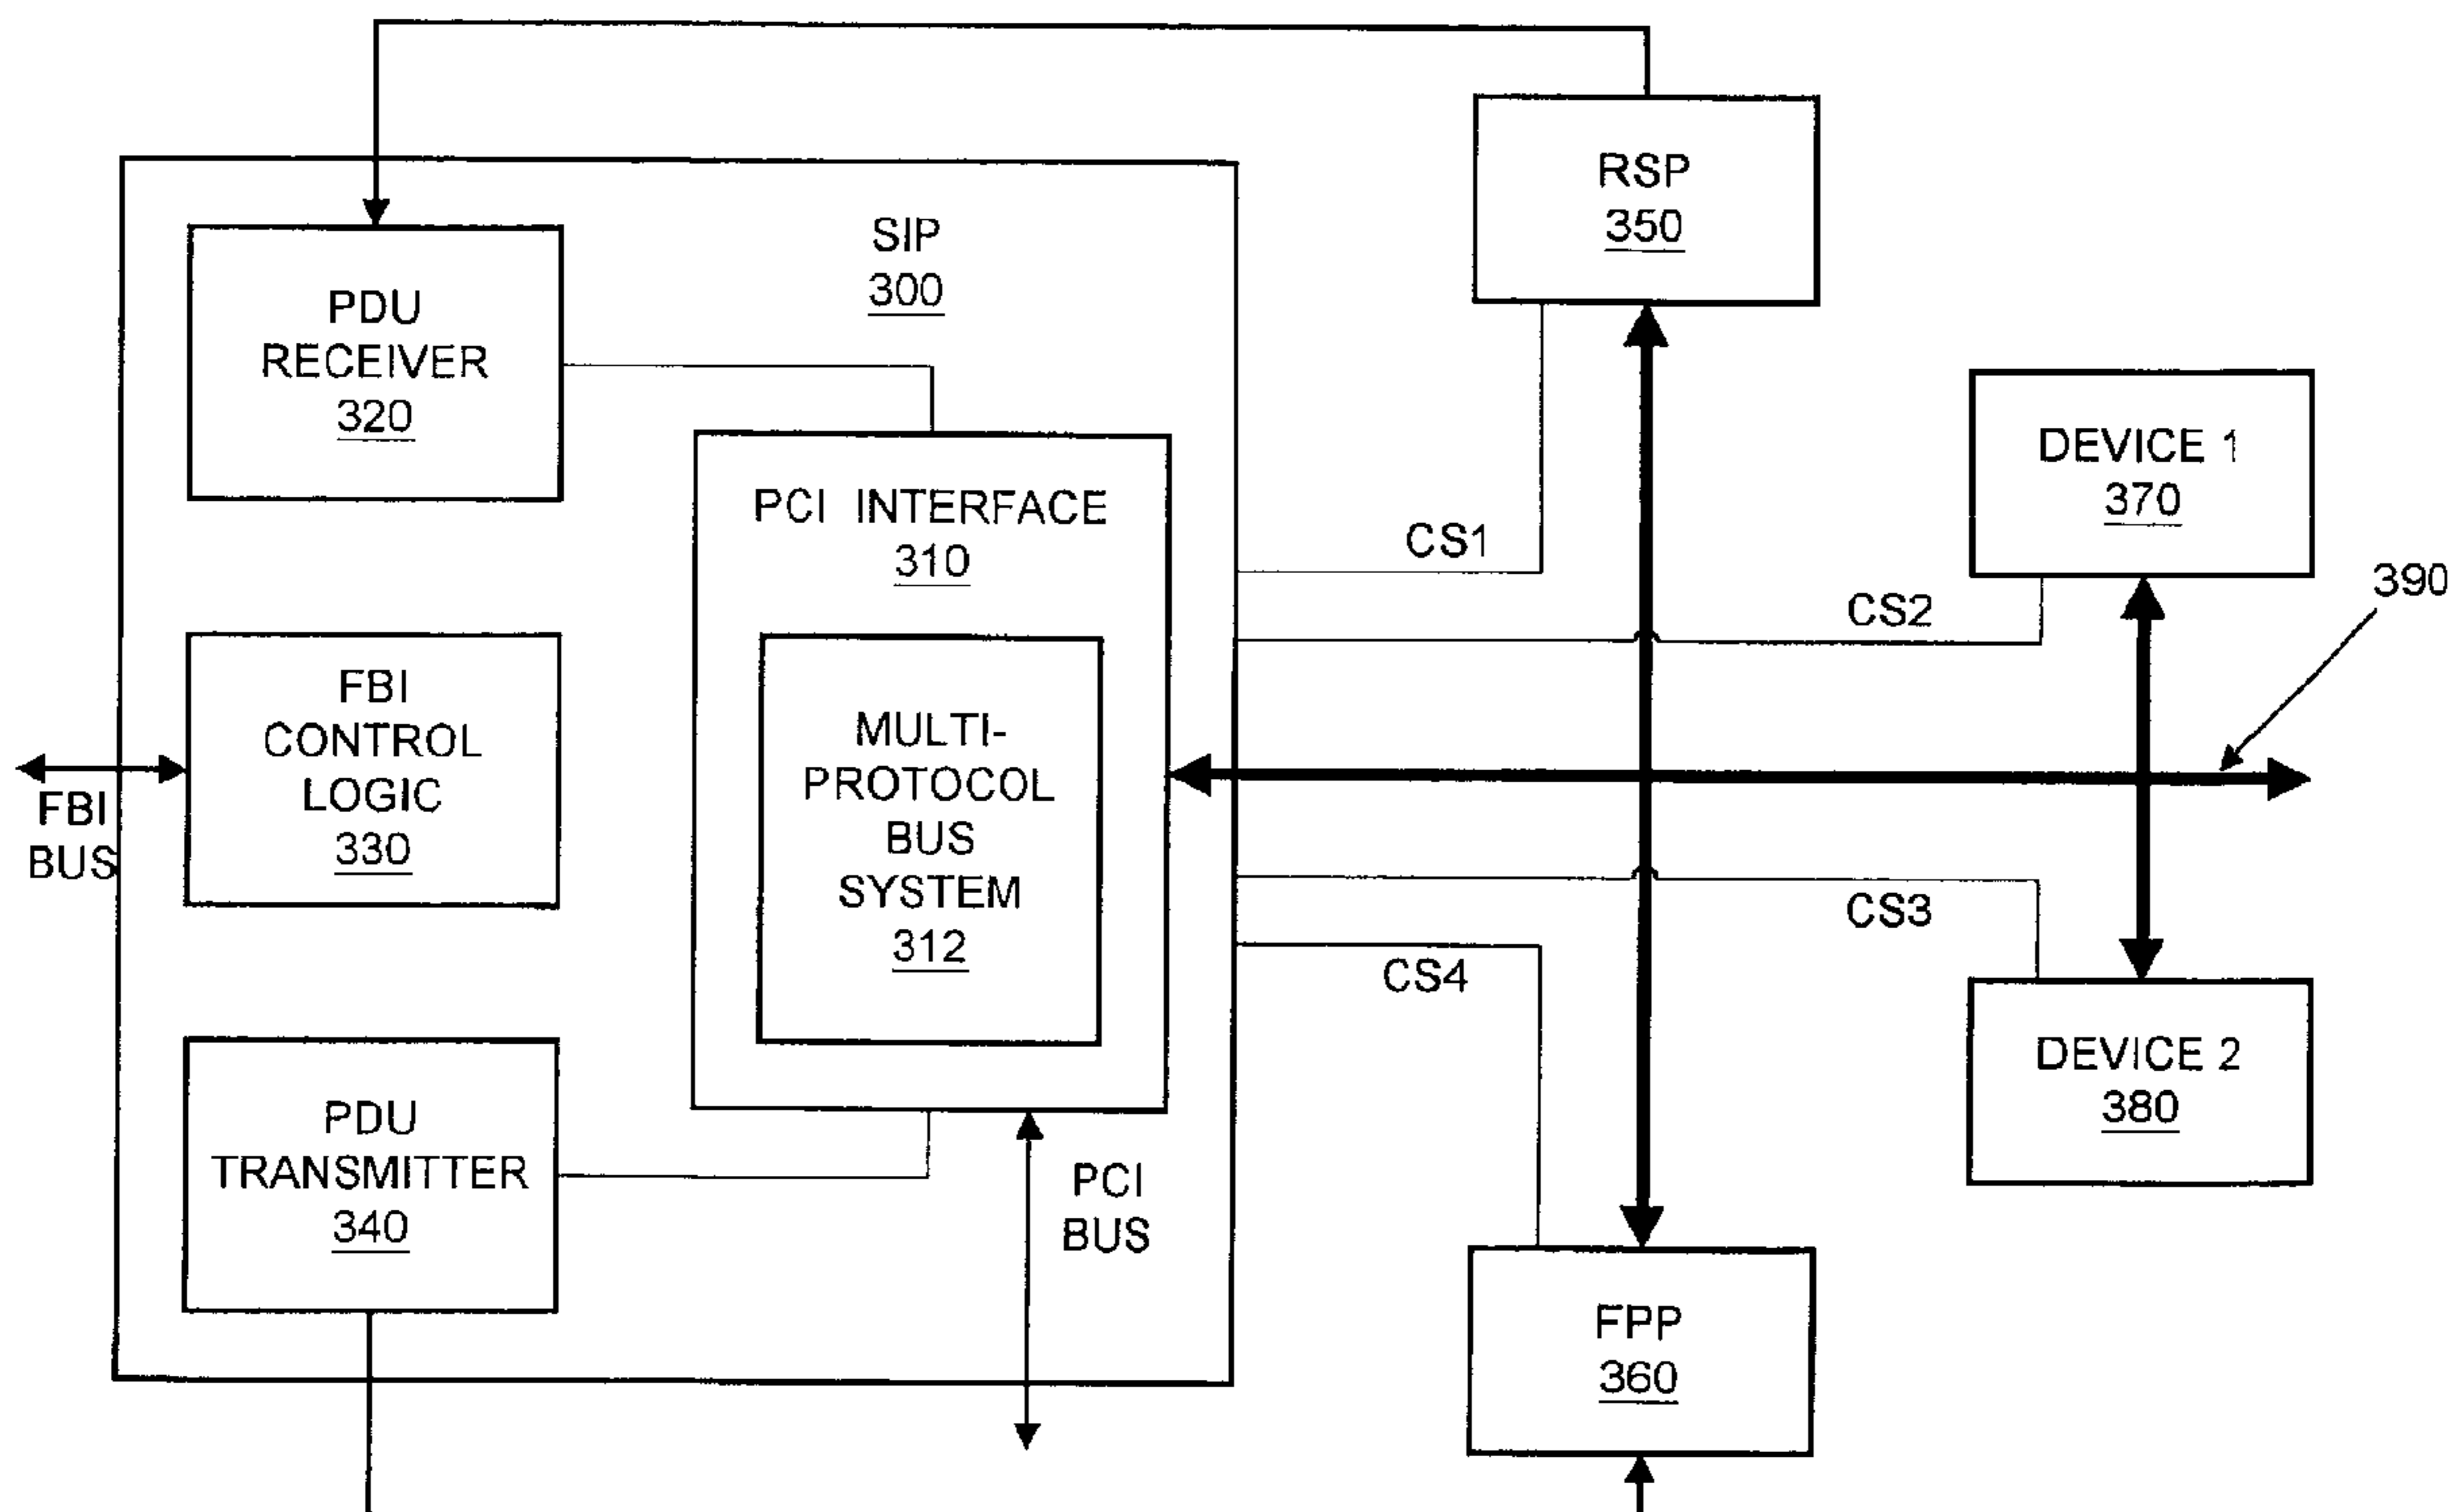 RSP
350
SIP
300
PDU
RECEIVER
320
DEVICE 1
370
PCI INTERFACE
310
CS1
390
CS2
FBI
CONTROL
LOGIC
330
MULTI-
PROTOCOL
BUS
SYSTEM
312
FBI
BUS
CS3
CS4
DEVICE 2
380
PDU
TRANSMITTER
340
PCI
BUS
FPP
360